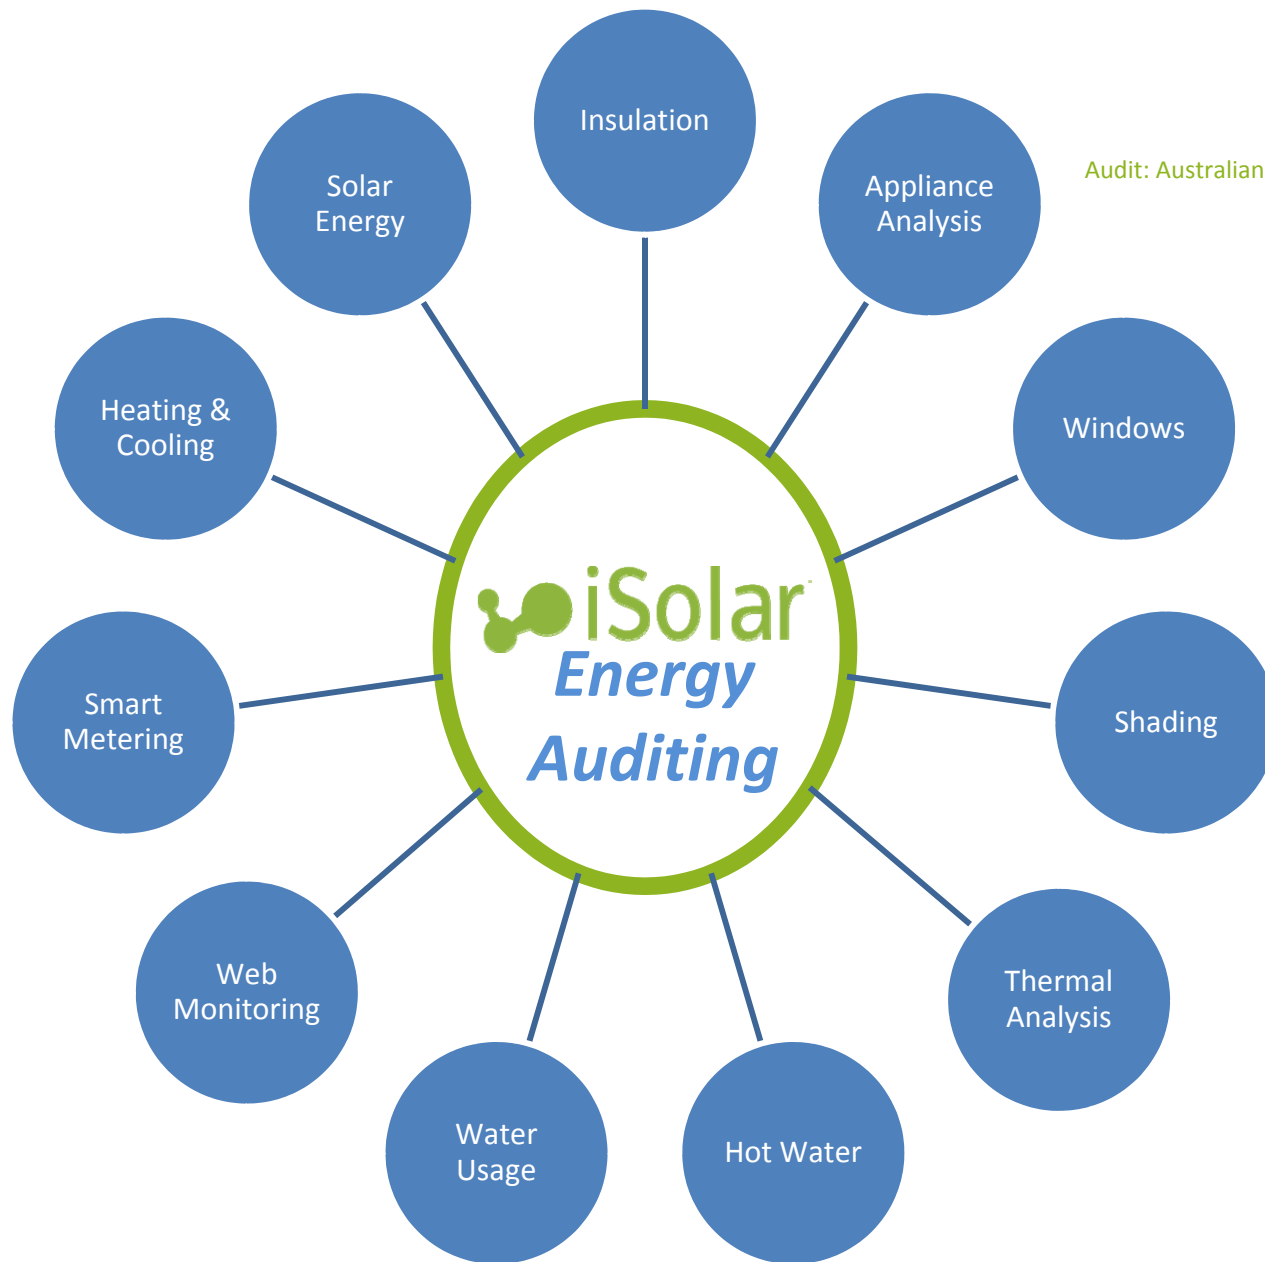 Insulation
Solar
Energy
Appliance
Analysis
Audit: Australian
Heating &
Cooling
Windows
iSolar
Energy
Auditing
Smart
Metering
Shading
Web
Monitoring
Thermal
Analysis
Water
Usage
Hot Water